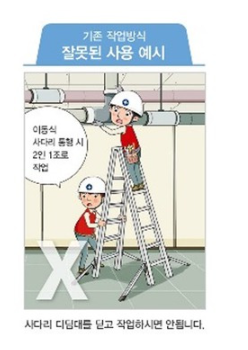 기존 작업방식
잘못된 사용 예시
이동식
사다리 통행 시
2인 1조로
작업
X
사다리 디딤대를 딛고 작업하시면 안됩니다.